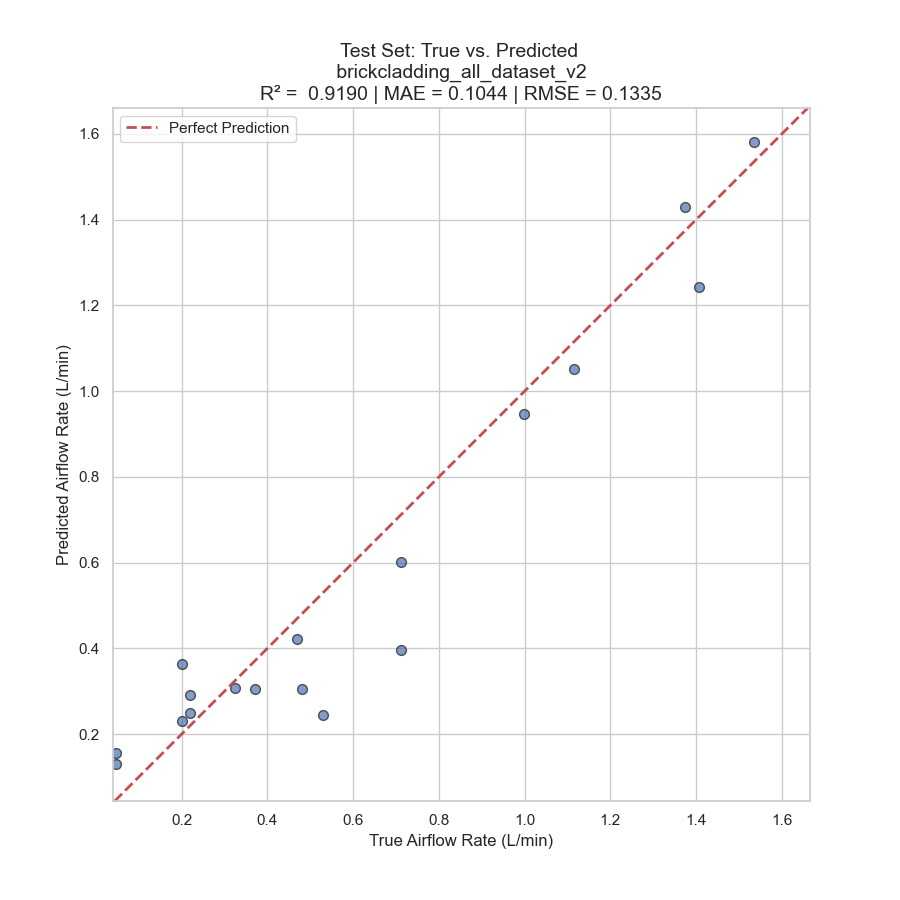 Test Set: True vs. Predicted
brickcladding_all_dataset_v2
R² =  0.9190 | MAE = 0.1044 | RMSE = 0.1335
Perfect Prediction
1.6
1.4
1.2
1.0
0.8
0.6
0.4
0.2
Predicted Airflow Rate (L/min)
0.2 0.4 0.6 0.8 1.0 1.2 1.4 1.6
True Airflow Rate (L/min)